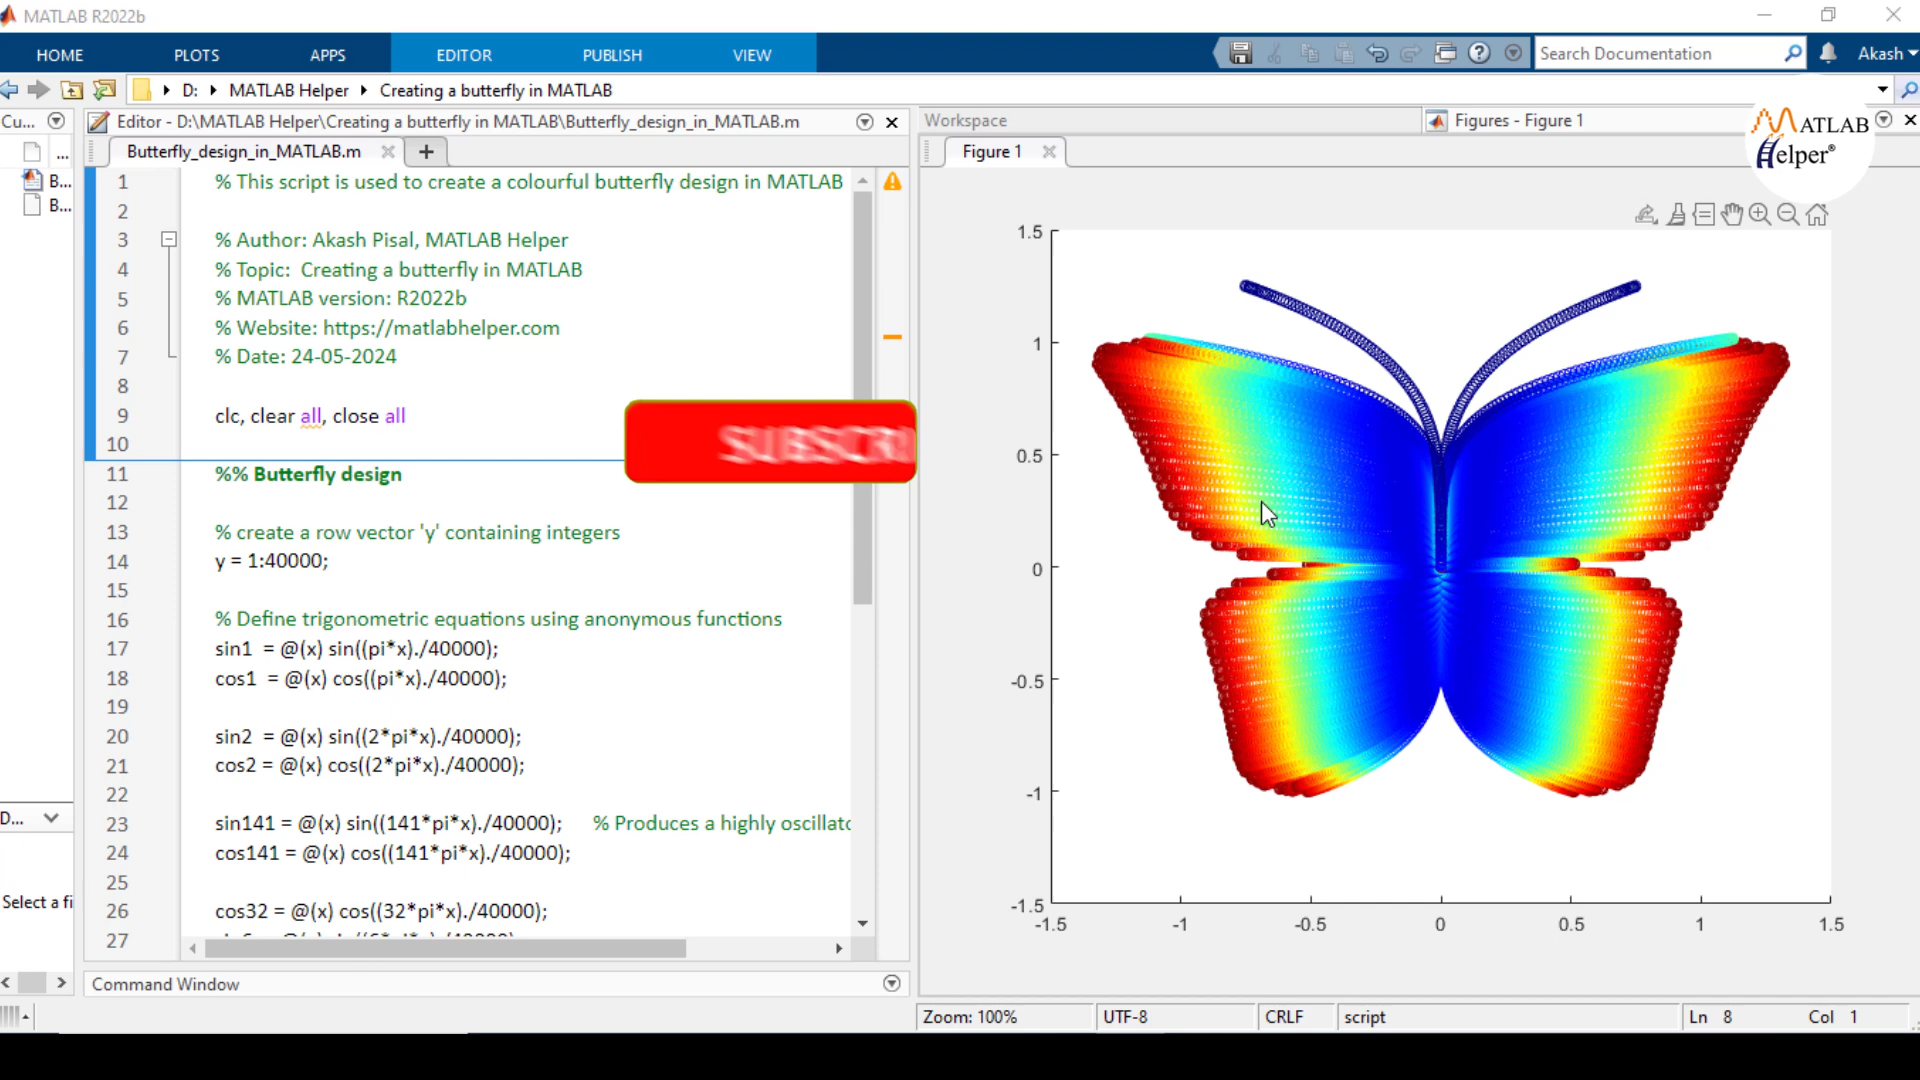 MATLAB R2022b
HOME PLOTS APPS EDITOR PUBLISH VIEW
Search Documentation
Akash
D: MATLAB Helper Creating a butterfly in MATLAB
Cu...
Editor - D:\MATLAB Helper\Creating a butterfly in MATLAB\Butterfly_design_in_MATLAB.m
Workspace
Figures - Figure 1
MATLAB
Helper®
...
B...
B...
Butterfly_design_in_MATLAB.m
Figure 1
1 % This script is used to create a colourful butterfly design in MATLAB
2
3 % Author: Akash Pisal, MATLAB Helper
4 % Topic:  Creating a butterfly in MATLAB
5 % MATLAB version: R2022b
6 % Website: https://matlabhelper.com
7 % Date: 24-05-2024
8
9 clc, clear all, close all
10
SUBSCRI
11 %% Butterfly design
12
13 % create a row vector 'y' containing integers
14 y = 1:40000;
15
16 % Define trigonometric equations using anonymous functions
17 sin1  = @(x) sin((pi*x)./40000);
18 cos1  = @(x) cos((pi*x)./40000);
19
20 sin2  = @(x) sin((2*pi*x)./40000);
21 cos2 = @(x) cos((2*pi*x)./40000);
22
23 sin141 = @(x) sin((141*pi*x)./40000);   % Produces a highly oscillato
24 cos141 = @(x) cos((141*pi*x)./40000);
25
26 cos32 = @(x) cos((32*pi*x)./40000);
27
D...
Select a fi
Command Window
1.5
1
0.5
0
-0.5
-1
-1.5
-1.5 -1 -0.5 0 0.5 1 1.5
Zoom: 100% UTF-8 CRLF script Ln 8 Col 1